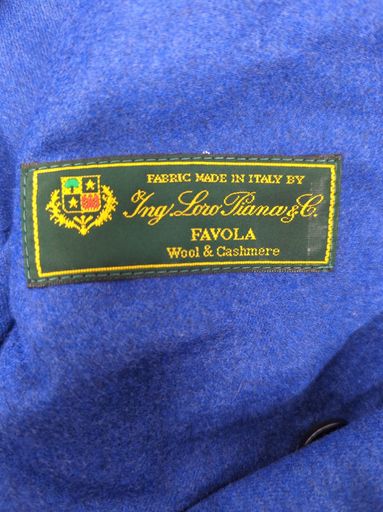 FABRIC MADE IN ITALY BY
Ing. Loro Piana & C.
FAVOLA
Wool & Cashmere